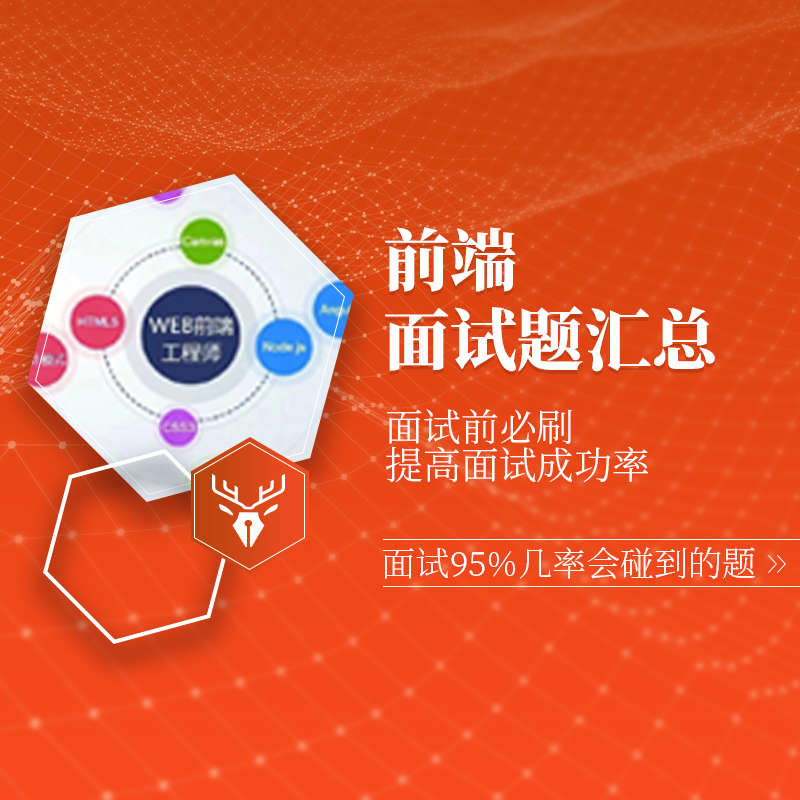 前端
面试题汇总
面试前必刷
提高面试成功率
面试95%几率会碰到的题 »
Canvas
HTML5
WEB前端
工程师
Node.js
CSS3